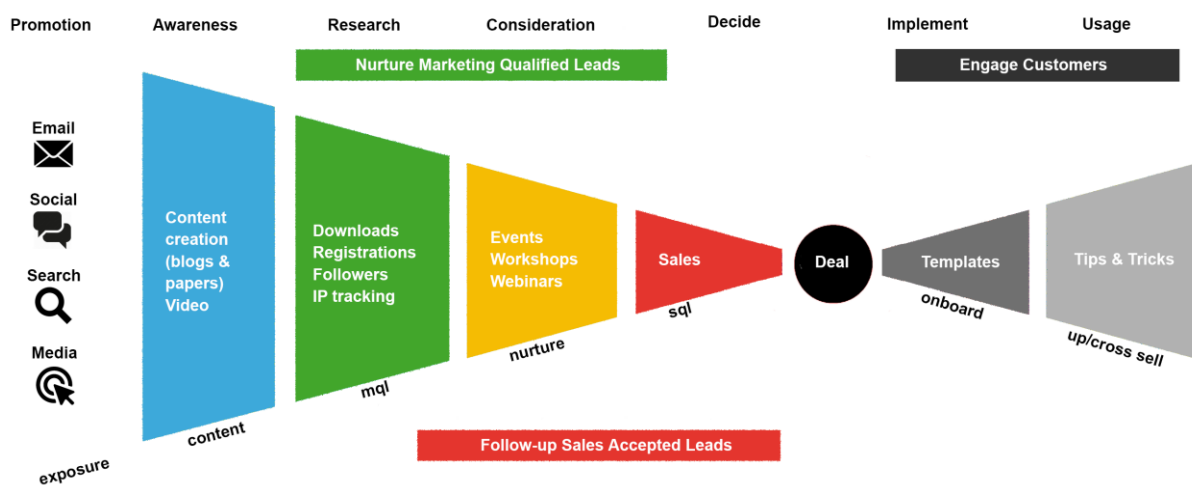 Promotion
Awareness
Research
Consideration
Decide
Implement
Usage
Nurture Marketing Qualified Leads
Engage Customers
Email
Social
Search
Media
Content
creation
(blogs &
papers)
Video
Downloads
Registrations
Followers
IP tracking
Events
Workshops
Webinars
Sales
Deal
Templates
Tips & Tricks
exposure
content
mql
nurture
sql
onboard
up/cross sell
Follow-up Sales Accepted Leads